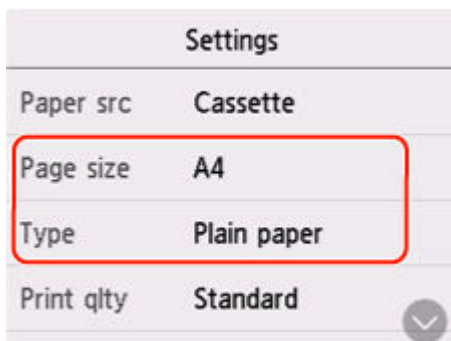 Settings
Paper src Cassette
Page size A4
Type Plain paper
Print qlty Standard